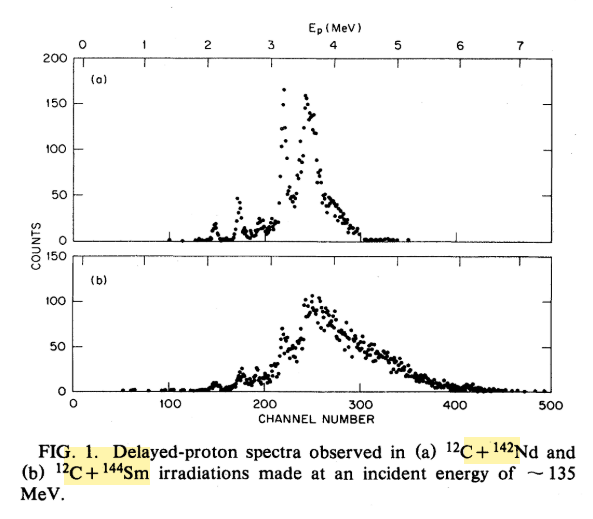 Ep (MeV)
0 1 2 3 4 5 6 7
200
(a)
150
100
50
0
COUNTS
150
(b)
100
50
0
0 100 200 300 400 500
CHANNEL NUMBER
FIG. 1. Delayed-proton spectra observed in (a) ¹²C+¹⁴²Nd and
(b) ¹²C+¹⁴⁴Sm irradiations made at an incident energy of ~135
MeV.